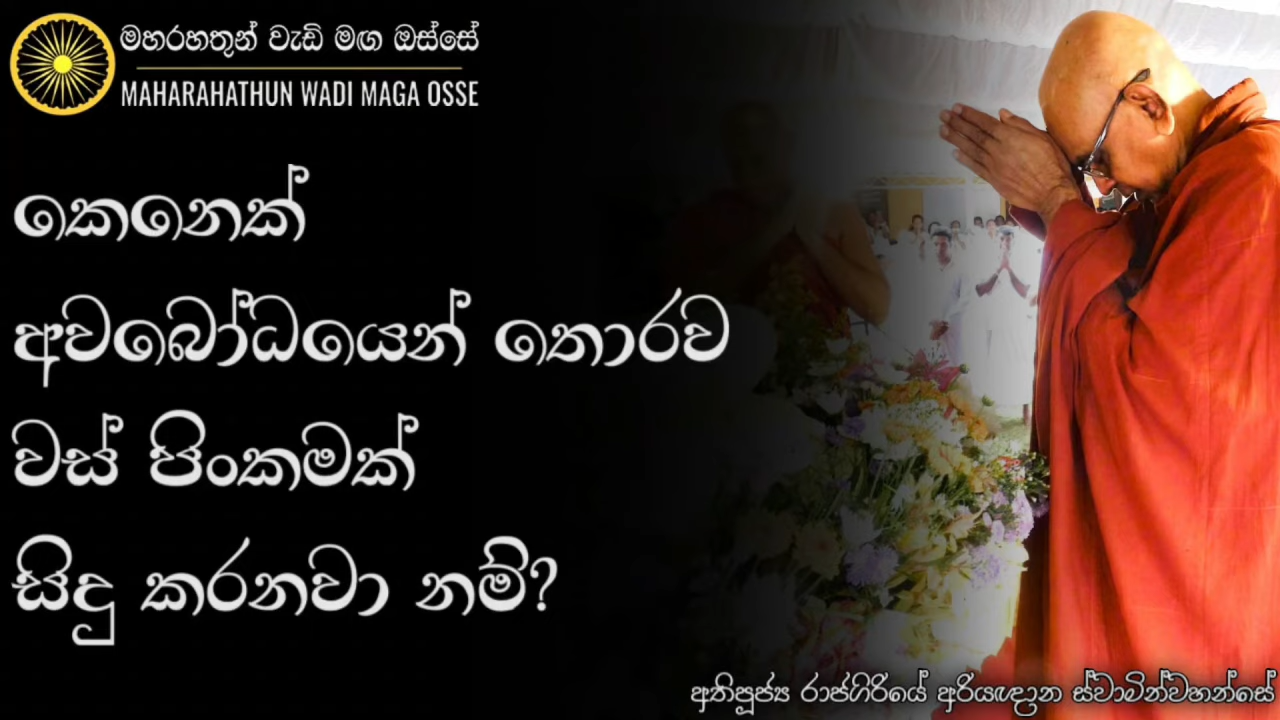 මහරහතුන් වැඩි මඟ ඔස්සේ
MAHARAHATHUN WADI MAGA OSSE
කෙනෙක්
අවබෝධයෙන් තොරව
වස් පිංකමක්
සිදු කරනවා නම්?
අතිපූජ්‍ය රාජගිරියේ අරියඥාන ස්වාමින්වහන්සේ